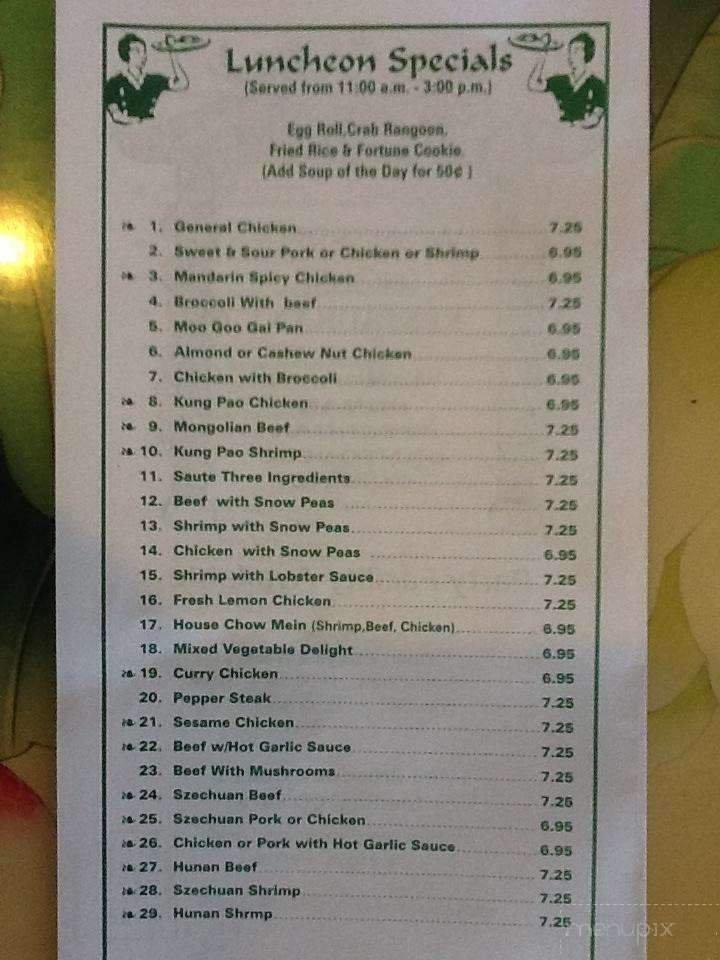 Luncheon Specials
(Served from 11:00 a.m. - 3:00 p.m.)
Egg Roll,Crab Rangoon,
Fried Rice & Fortune Cookie.
(Add Soup of the Day for 50¢ )
1. General Chicken 7.25
2. Sweet & Sour Pork or Chicken or Shrimp 6.95
3. Mandarin Spicy Chicken 6.95
4. Broccoli With beef 7.25
5. Moo Goo Gai Pan 6.95
6. Almond or Cashew Nut Chicken 6.95
7. Chicken with Broccoli 6.95
8. Kung Pao Chicken 6.95
9. Mongolian Beef 7.25
10. Kung Pao Shrimp 7.25
11. Saute Three Ingredients 7.25
12. Beef with Snow Peas 7.25
13. Shrimp with Snow Peas 7.25
14. Chicken with Snow Peas 6.95
15. Shrimp with Lobster Sauce 7.25
16. Fresh Lemon Chicken 7.25
17. House Chow Mein (Shrimp,Beef, Chicken) 6.95
18. Mixed Vegetable Delight 6.95
19. Curry Chicken 6.95
20. Pepper Steak 7.25
21. Sesame Chicken 7.25
22. Beef w/Hot Garlic Sauce 7.25
23. Beef With Mushrooms 7.25
24. Szechuan Beef 7.25
25. Szechuan Pork or Chicken 6.95
26. Chicken or Pork with Hot Garlic Sauce 6.95
27. Hunan Beef 7.25
28. Szechuan Shrimp 7.25
29. Hunan Shrmp 7.25
menupix